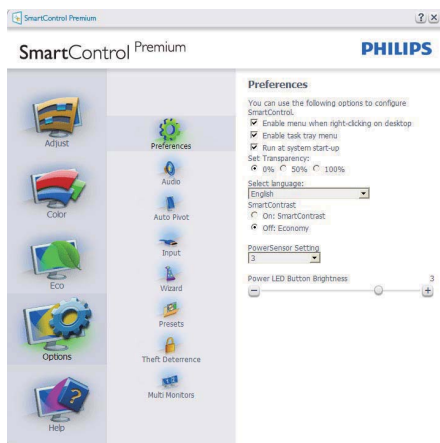 SmartControl Premium
SmartControl Premium
PHILIPS
Adjust
Color
Eco
Options
Help
Preferences
Audio
Auto Pivot
Input
Wizard
Presets
Theft Deterrence
Multi Monitors
Preferences
You can use the following options to configure
SmartControl.
Enable menu when right-clicking on desktop
Enable task tray menu
Run at system start-up
Set Transparency:
0% 50% 100%
Select language:
English
SmartContrast
On: SmartContrast
Off: Economy
PowerSensor Setting
3
Power LED Button Brightness 3